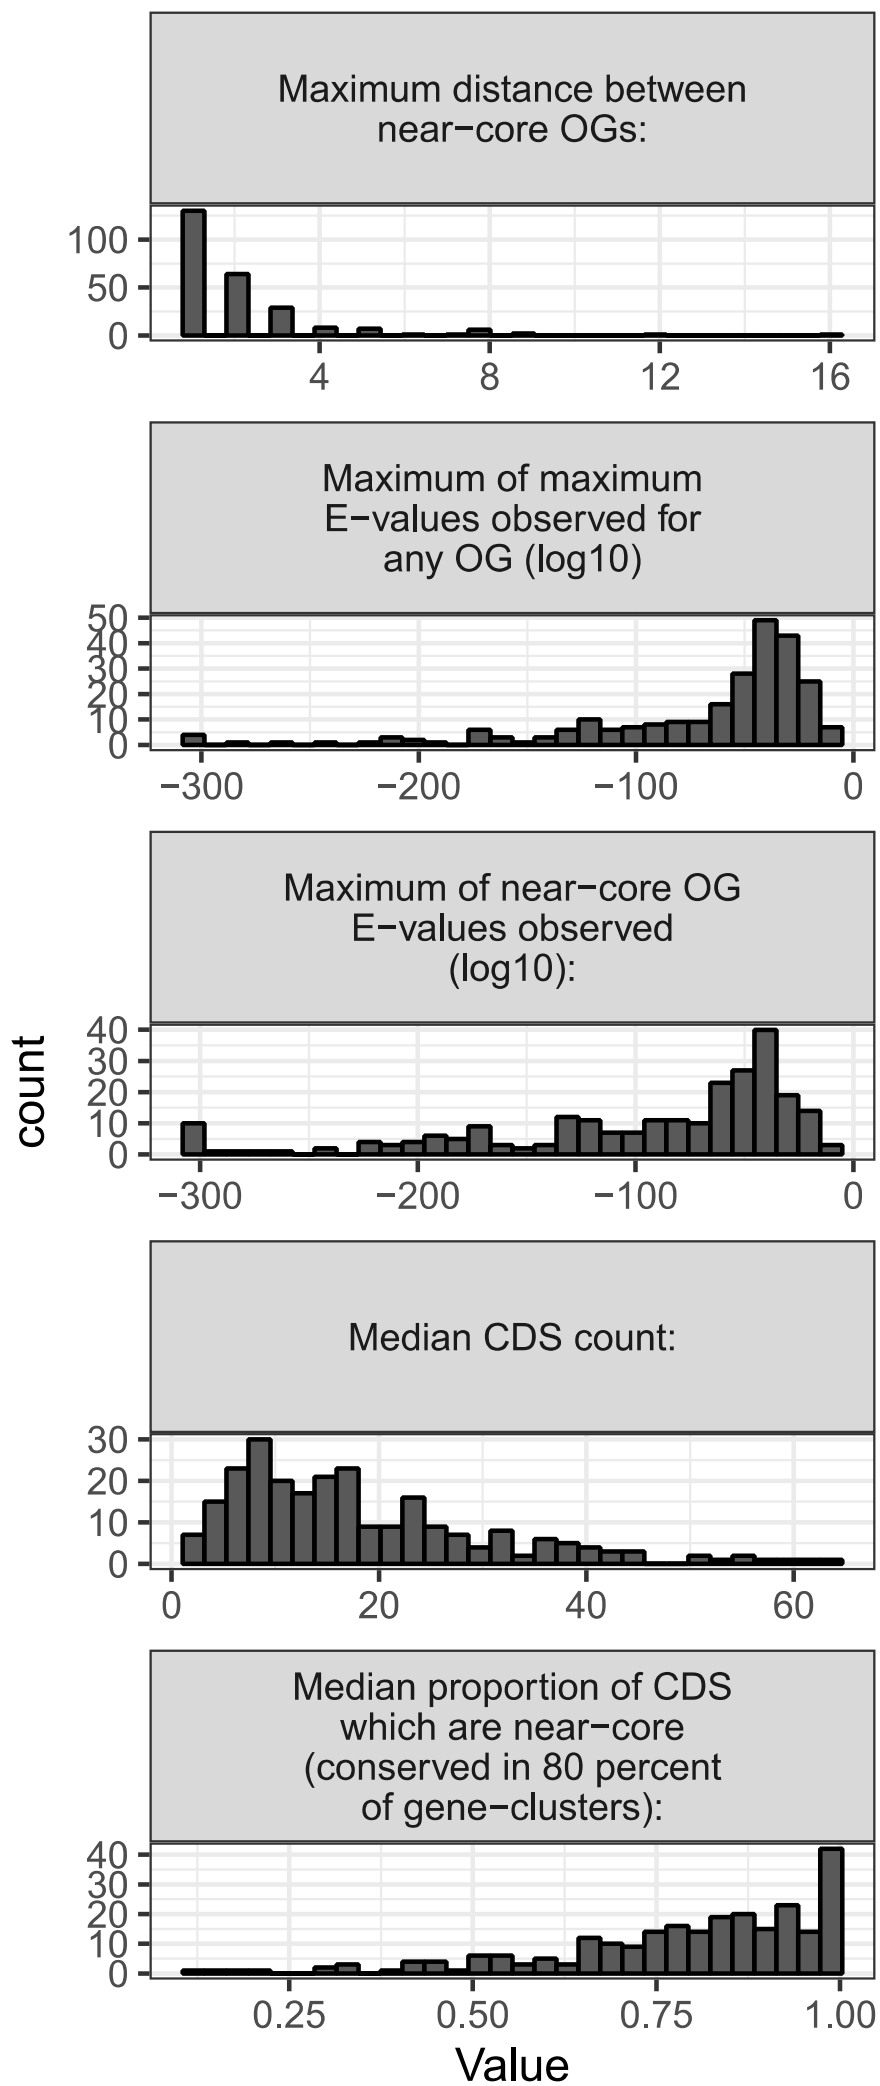 Maximum distance between
near−core OGs:
100
50
0
4 8 12 16
Maximum of maximum
E−values observed for
any OG (log10)
50
40
30
20
10
0
−300 −200 −100 0
Maximum of near−core OG
E−values observed
(log10):
40
30
20
10
0
−300 −200 −100 0
count
Median CDS count:
30
20
10
0
0 20 40 60
Median proportion of CDS
which are near−core
(conserved in 80 percent
of gene−clusters):
40
30
20
10
0
0.25 0.50 0.75 1.00
Value